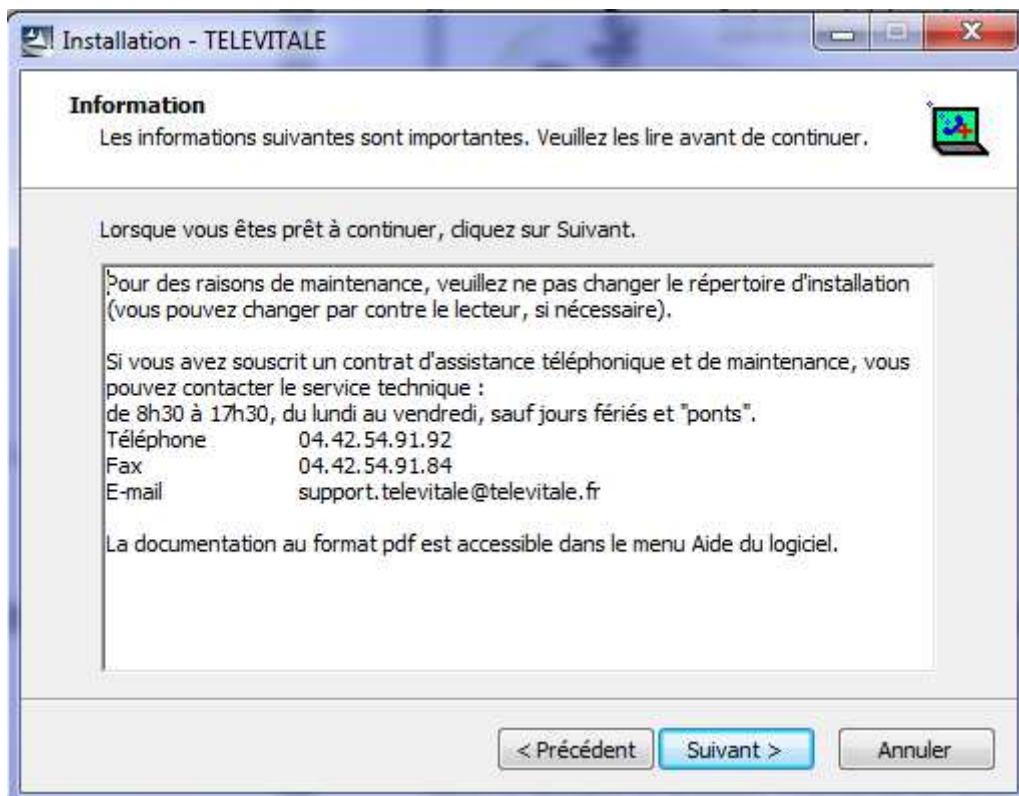 Installation - TELEVITALE
Information
Les informations suivantes sont importantes. Veuillez les lire avant de continuer.
Lorsque vous êtes prêt à continuer, cliquez sur Suivant.
Pour des raisons de maintenance, veuillez ne pas changer le répertoire d'installation
(vous pouvez changer par contre le lecteur, si nécessaire).
Si vous avez souscrit un contrat d'assistance téléphonique et de maintenance, vous
pouvez contacter le service technique :
de 8h30 à 17h30, du lundi au vendredi, sauf jours fériés et "ponts".
Téléphone 04.42.54.91.92
Fax 04.42.54.91.84
E-mail support.televitale@televitale.fr
La documentation au format pdf est accessible dans le menu Aide du logiciel.
< Précédent Suivant > Annuler